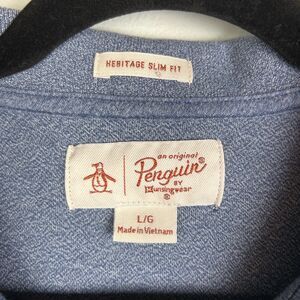 HERITAGE SLIM FIT
an original
Penguin®
BY
Munsingwear®
L/G
Made in Vietnam